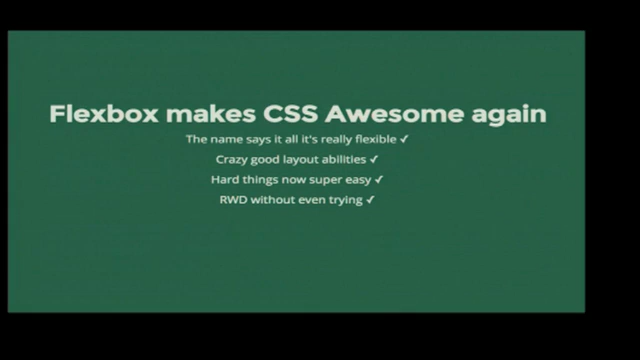 Flexbox makes CSS Awesome again
The name says it all it's really flexible ✓
Crazy good layout abilities ✓
Hard things now super easy ✓
RWD without even trying ✓